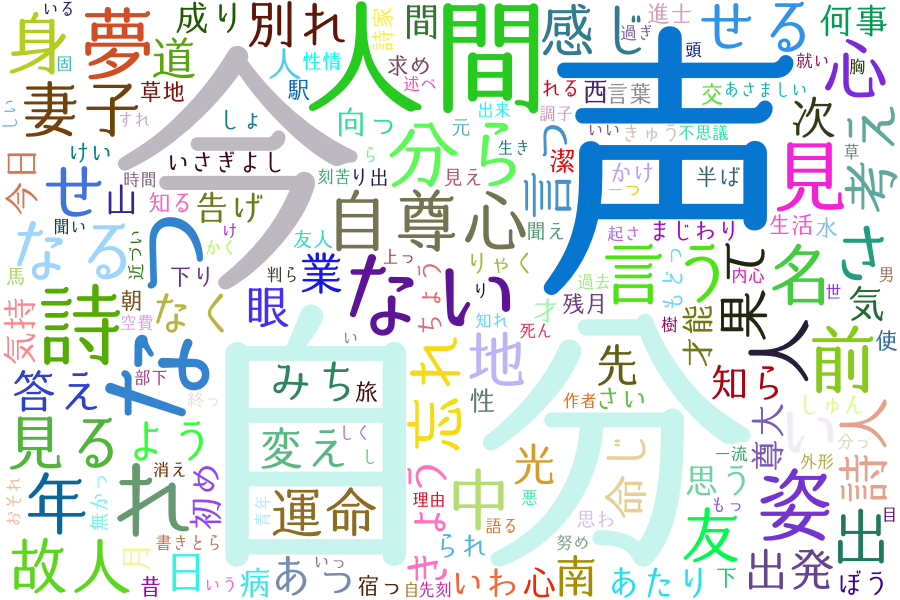 いる
身
固
夢
成り
道
別れ
間
人
性情
詩家
人間
感じ
過ぎ
進士
頭
せる
就い
何事
心
胸
しい
妻子
草地
すれ
今
駅
求め
述べ
声
れる
西
言葉
出来
調子
いい
きゅう
交
あさましい
不思議
次
考え
しょ
向っ
元
分ら
生き
つ
潔
かけ
半ば
見
草
今日
けい
せ
いさぎよし
時間
山
知る
告げ
ら
刻苦
り出
見え
言っ
一つ
生活
水
聞い
近づい
け
かく
友人
自尊心
聞え
起さ
まじわり
言う
もとっ
内心
て
名
さ
なる
っ
馬
下り
判ら
業
上っ
ちょう
りゃく
り
才
過去
世
男
気持
詩
朝
空費
なく
眼
ない
知れ
死ん
残月
才能
樹
果て
気
使
な
自分
い
忘れ
地
人
前
答え
部下
終っ
みち
旅
性
先
作者
さい
知ら
い
しゅん
分っ
見る
よう
変え
しく
し
光
命じ
尊大
一流
外形
詩人
おそれ
年
無かっ
消え
れ
初め
青年
運命
きょう
理由
中
悪
語る
思わ
思う
もっ
姿
出
目
故人
月
昔
書きとら
日
いう
病
あっ
いっ
宿っ
られ
自
先刻
いわ
心
南
努め
あたり
友
下
出発
ぼう